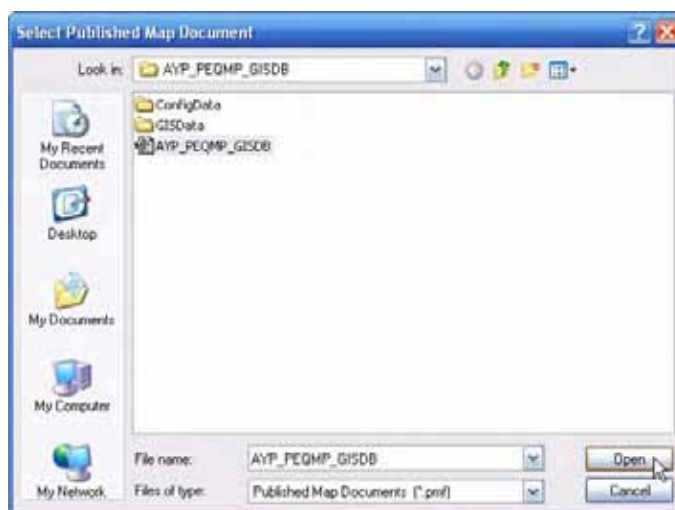 Select Published Map Document
Look in: AYP_PEQMP_GISDB
ConfigData
GISData
AYP_PEQMP_GISDB
My Recent
Documents
Desktop
My Documents
My Computer
My Network
File name: AYP_PEQMP_GISDB Open
Files of type: Published Map Documents (*.pmf) Cancel